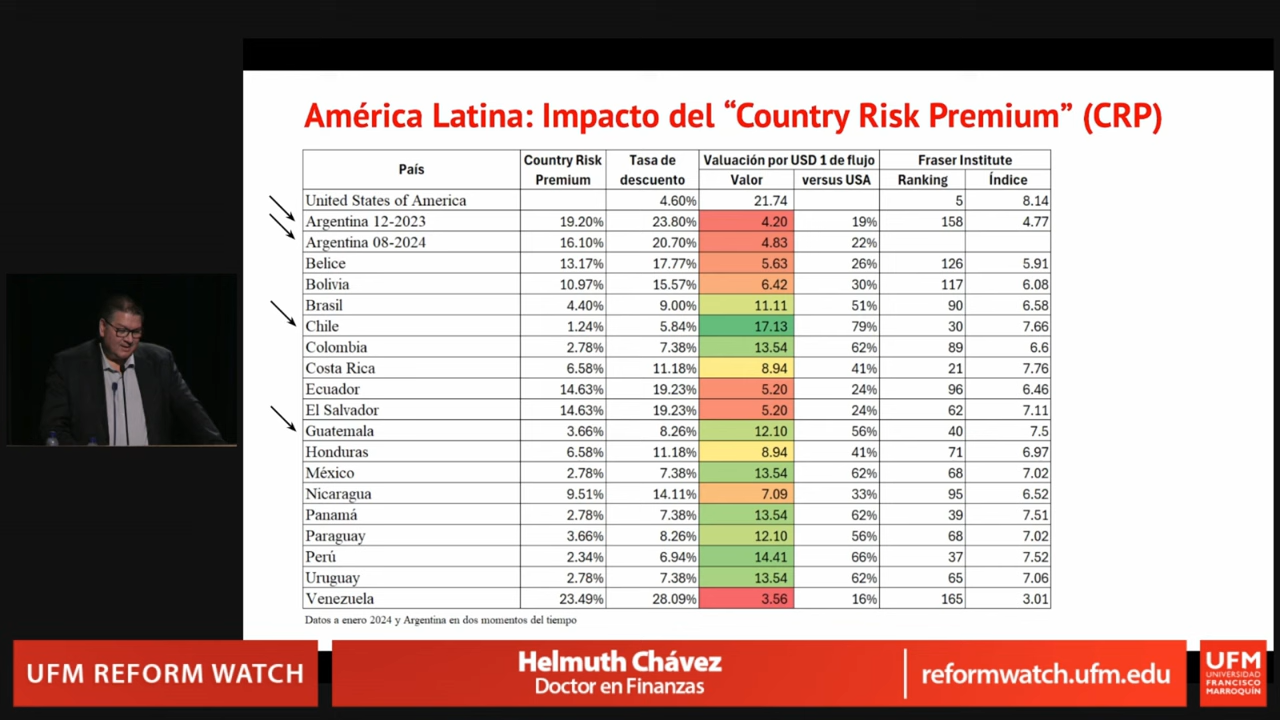 América Latina: Impacto del “Country Risk Premium” (CRP)
País Country Risk Premium Tasa de descuento Valuación por USD 1 de flujo Fraser Institute
Valor versus USA Ranking Índice
United States of America 4.60% 21.74 5 8.14
Argentina 12-2023 19.20% 23.80% 4.20 19% 158 4.77
Argentina 08-2024 16.10% 20.70% 4.83 22%
Belice 13.17% 17.77% 5.63 26% 126 5.91
Bolivia 10.97% 15.57% 6.42 30% 117 6.08
Brasil 4.40% 9.00% 11.11 51% 90 6.58
Chile 1.24% 5.84% 17.13 79% 30 7.66
Colombia 2.78% 7.38% 13.54 62% 89 6.6
Costa Rica 6.58% 11.18% 8.94 41% 21 7.76
Ecuador 14.63% 19.23% 5.20 24% 96 6.46
El Salvador 14.63% 19.23% 5.20 24% 62 7.11
Guatemala 3.66% 8.26% 12.10 56% 40 7.5
Honduras 6.58% 11.18% 8.94 41% 71 6.97
México 2.78% 7.38% 13.54 62% 68 7.02
Nicaragua 9.51% 14.11% 7.09 33% 95 6.52
Panamá 2.78% 7.38% 13.54 62% 39 7.51
Paraguay 3.66% 8.26% 12.10 56% 68 7.02
Perú 2.34% 6.94% 14.41 66% 37 7.52
Uruguay 2.78% 7.38% 13.54 62% 65 7.06
Venezuela 23.49% 28.09% 3.56 16% 165 3.01
Datos a enero 2024 y Argentina en dos momentos del tiempo
UFM REFORM WATCH
Helmuth Chávez
Doctor en Finanzas
reformwatch.ufm.edu
UFM
UNIVERSIDAD
FRANCISCO
MARROQUÍN